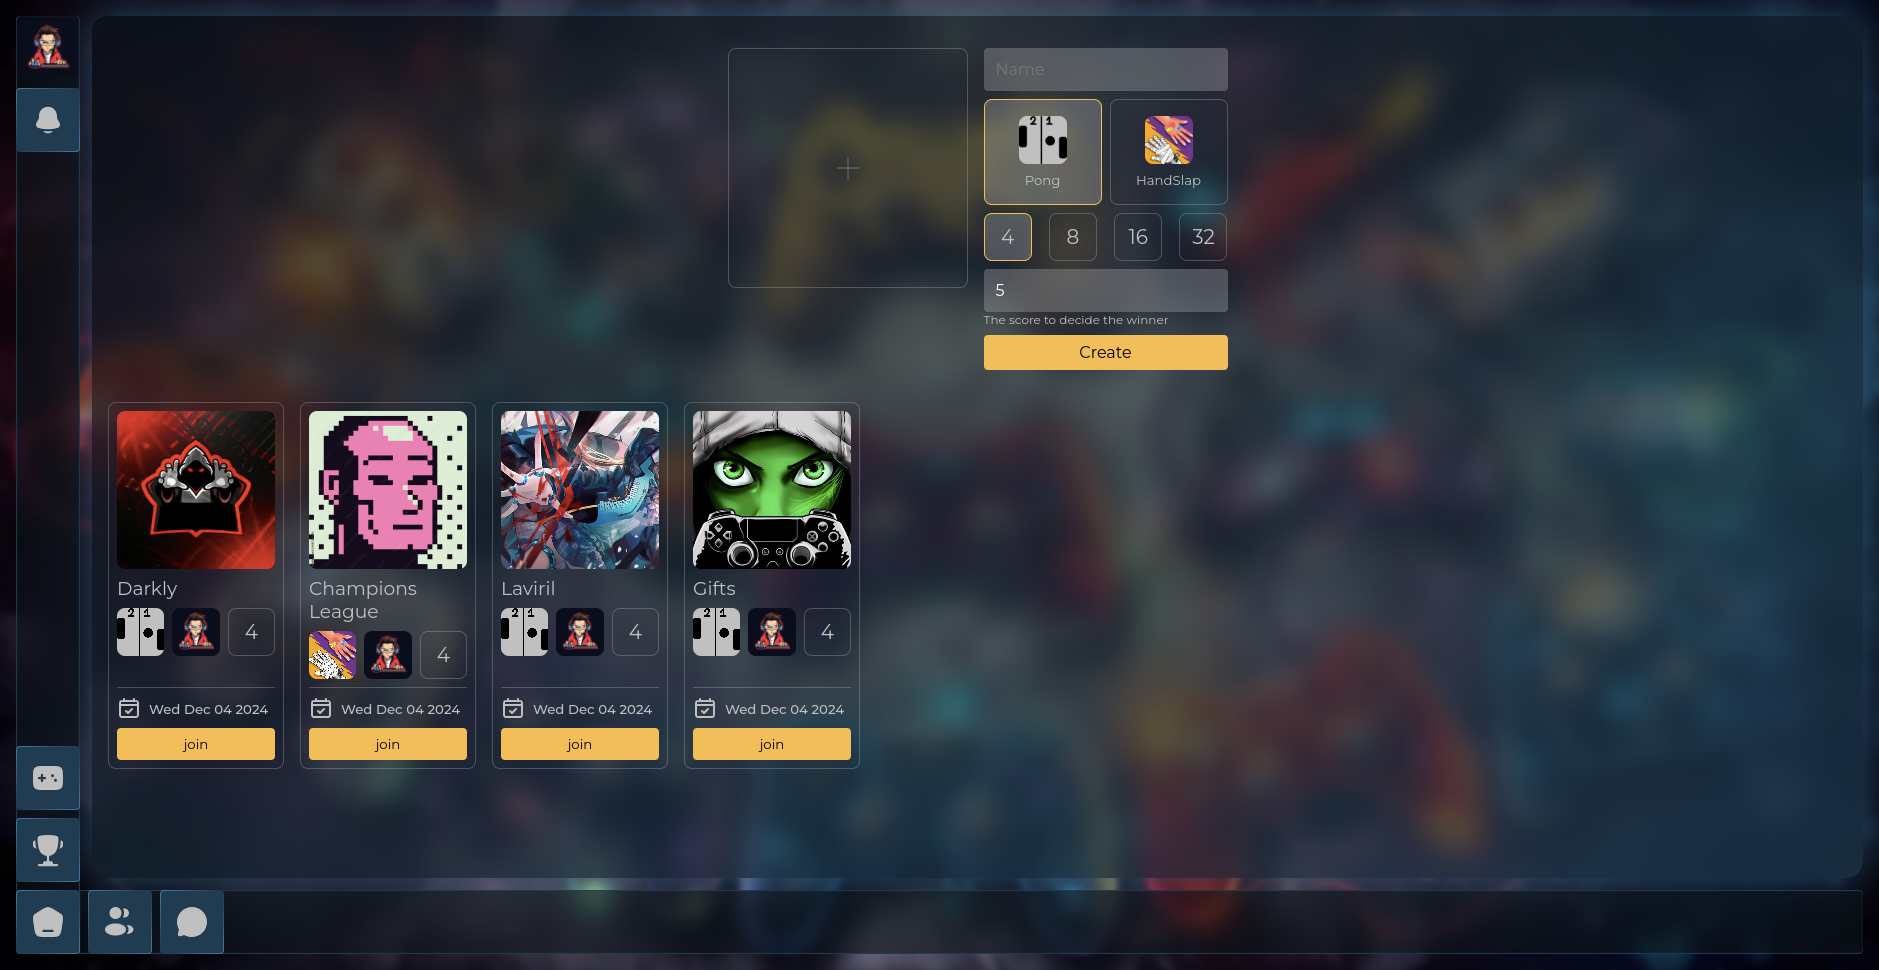 Name
2 1
Pong
HandSlap
4
8
16
32
5
The score to decide the winner
Create
Darkly
2 1
4
Wed Dec 04 2024
join
Champions
League
4
Wed Dec 04 2024
join
Laviril
2 1
4
Wed Dec 04 2024
join
Gifts
2 1
4
Wed Dec 04 2024
join